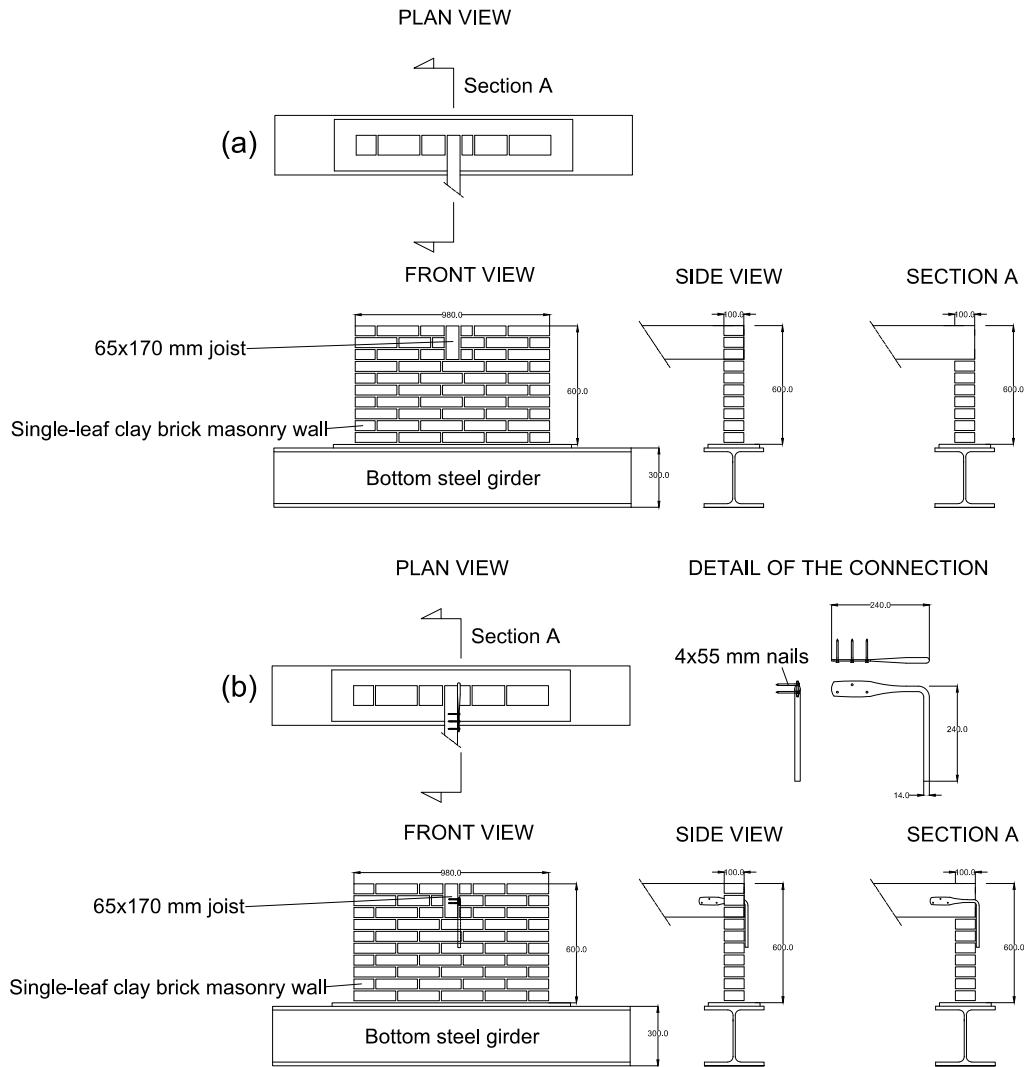 PLAN VIEW
Section A
(a)
FRONT VIEW
SIDE VIEW
SECTION A
980.0
100.0
100.0
65x170 mm joist
600.0
600.0
600.0
Single-leaf clay brick masonry wall
Bottom steel girder
300.0
PLAN VIEW
DETAIL OF THE CONNECTION
240.0
Section A
4x55 mm nails
(b)
240.0
14.0
FRONT VIEW
SIDE VIEW
SECTION A
980.0
100.0
100.0
65x170 mm joist
600.0
600.0
600.0
Single-leaf clay brick masonry wall
Bottom steel girder
300.0